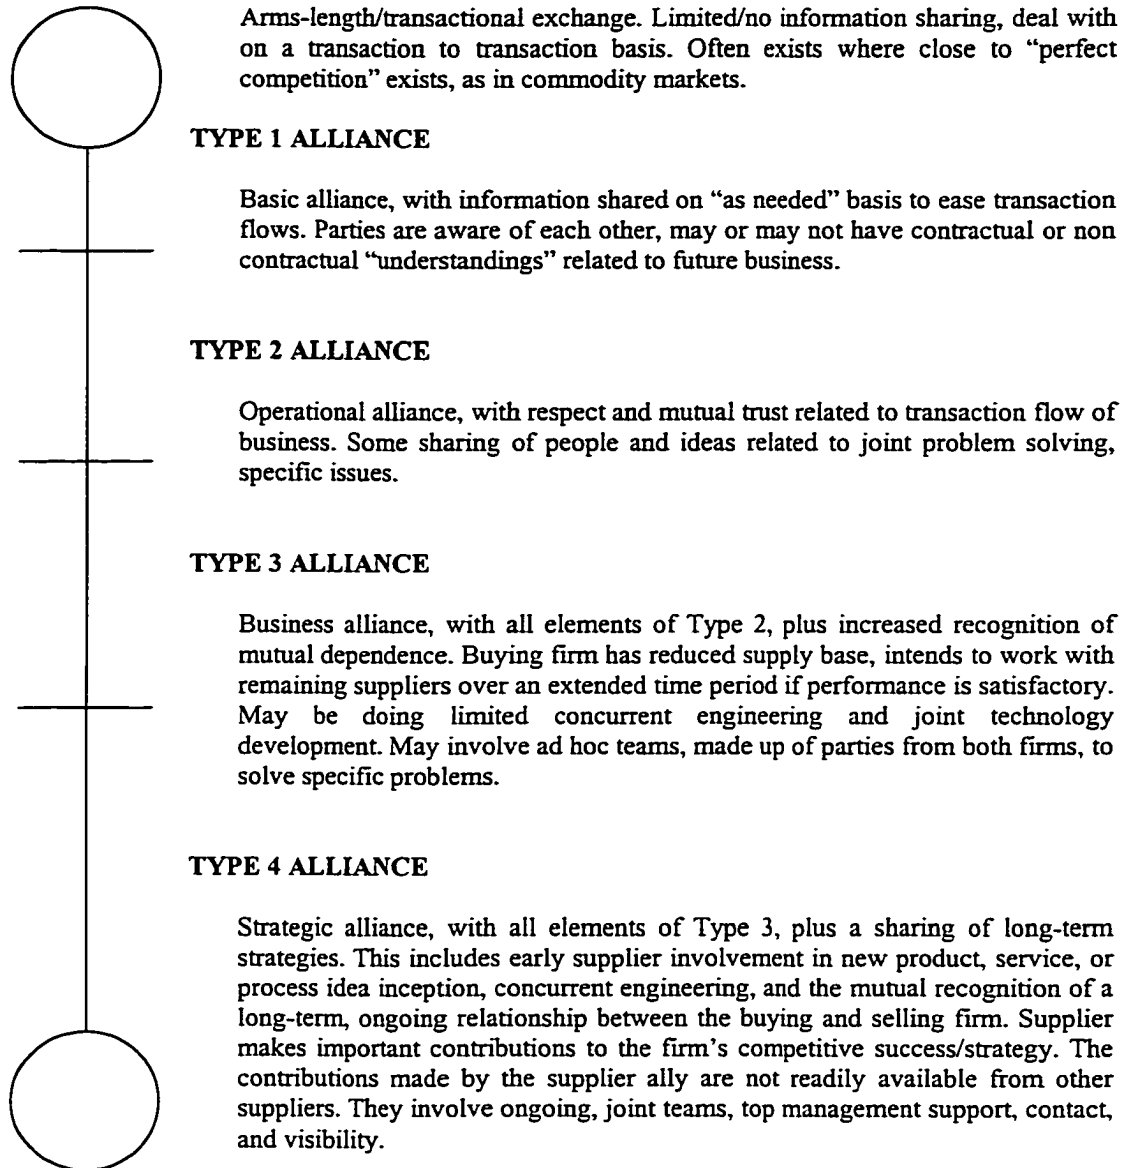 Arms-length/transactional exchange. Limited/no information sharing, deal with
on a transaction to transaction basis. Often exists where close to “perfect
competition” exists, as in commodity markets.
TYPE 1 ALLIANCE
Basic alliance, with information shared on “as needed” basis to ease transaction
flows. Parties are aware of each other, may or may not have contractual or non
contractual “understandings” related to future business.
TYPE 2 ALLIANCE
Operational alliance, with respect and mutual trust related to transaction flow of
business. Some sharing of people and ideas related to joint problem solving,
specific issues.
TYPE 3 ALLIANCE
Business alliance, with all elements of Type 2, plus increased recognition of
mutual dependence. Buying firm has reduced supply base, intends to work with
remaining suppliers over an extended time period if performance is satisfactory.
May be doing limited concurrent engineering and joint technology
development. May involve ad hoc teams, made up of parties from both firms, to
solve specific problems.
TYPE 4 ALLIANCE
Strategic alliance, with all elements of Type 3, plus a sharing of long-term
strategies. This includes early supplier involvement in new product, service, or
process idea inception, concurrent engineering, and the mutual recognition of a
long-term, ongoing relationship between the buying and selling firm. Supplier
makes important contributions to the firm’s competitive success/strategy. The
contributions made by the supplier ally are not readily available from other
suppliers. They involve ongoing, joint teams, top management support, contact,
and visibility.